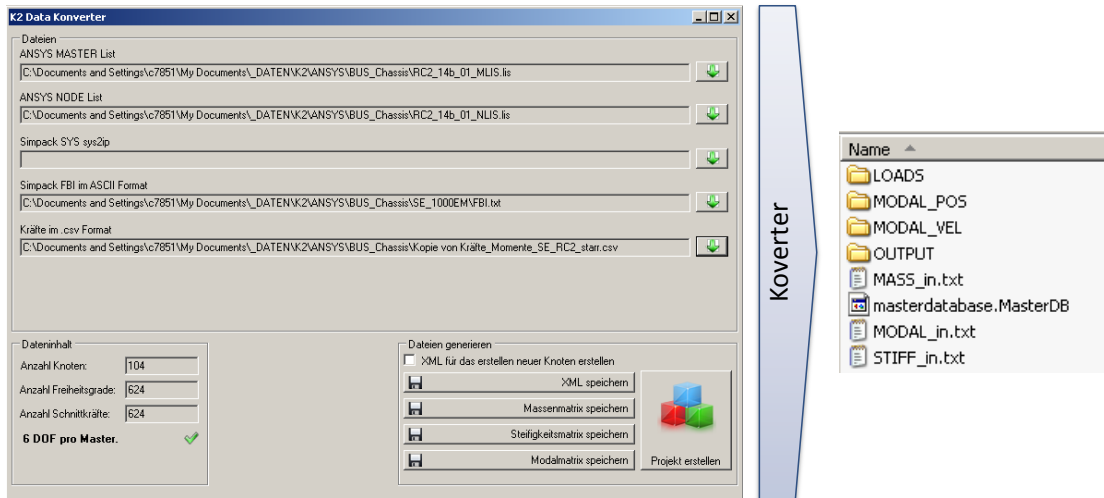 K2 Data Konverter
Dateien
ANSYS MASTER List
C:\Documents and Settings\c7851\My Documents\_DATEN\K2\ANSYS\BUS_Chassis\RC2_14b_01_MLIS.lis
ANSYS NODE List
C:\Documents and Settings\c7851\My Documents\_DATEN\K2\ANSYS\BUS_Chassis\RC2_14b_01_NLIS.lis
Simpack SYS sys2ip
Simpack FBI im ASCII Format
C:\Documents and Settings\c7851\My Documents\_DATEN\K2\ANSYS\BUS_Chassis\SE_1000EM\FBI.txt
Kräfte im .csv Format
C:\Documents and Settings\c7851\My Documents\_DATEN\K2\ANSYS\BUS_Chassis\Kopie von Kräfte_Momente_SE_RC2_starr.csv
Dateninhalt
Anzahl Knoten: 104
Anzahl Freiheitsgrade: 624
Anzahl Schnittkräfte: 624
6 DOF pro Master.
Dateien generieren
XML für das erstellen neuer Knoten erstellen
XML speichern
Massenmatrix speichern
Steifigkeitsmatrix speichern
Modalmatrix speichern
Projekt erstellen
Koverter
Name
LOADS
MODAL_POS
MODAL_VEL
OUTPUT
MASS_in.txt
masterdatabase.MasterDB
MODAL_in.txt
STIFF_in.txt